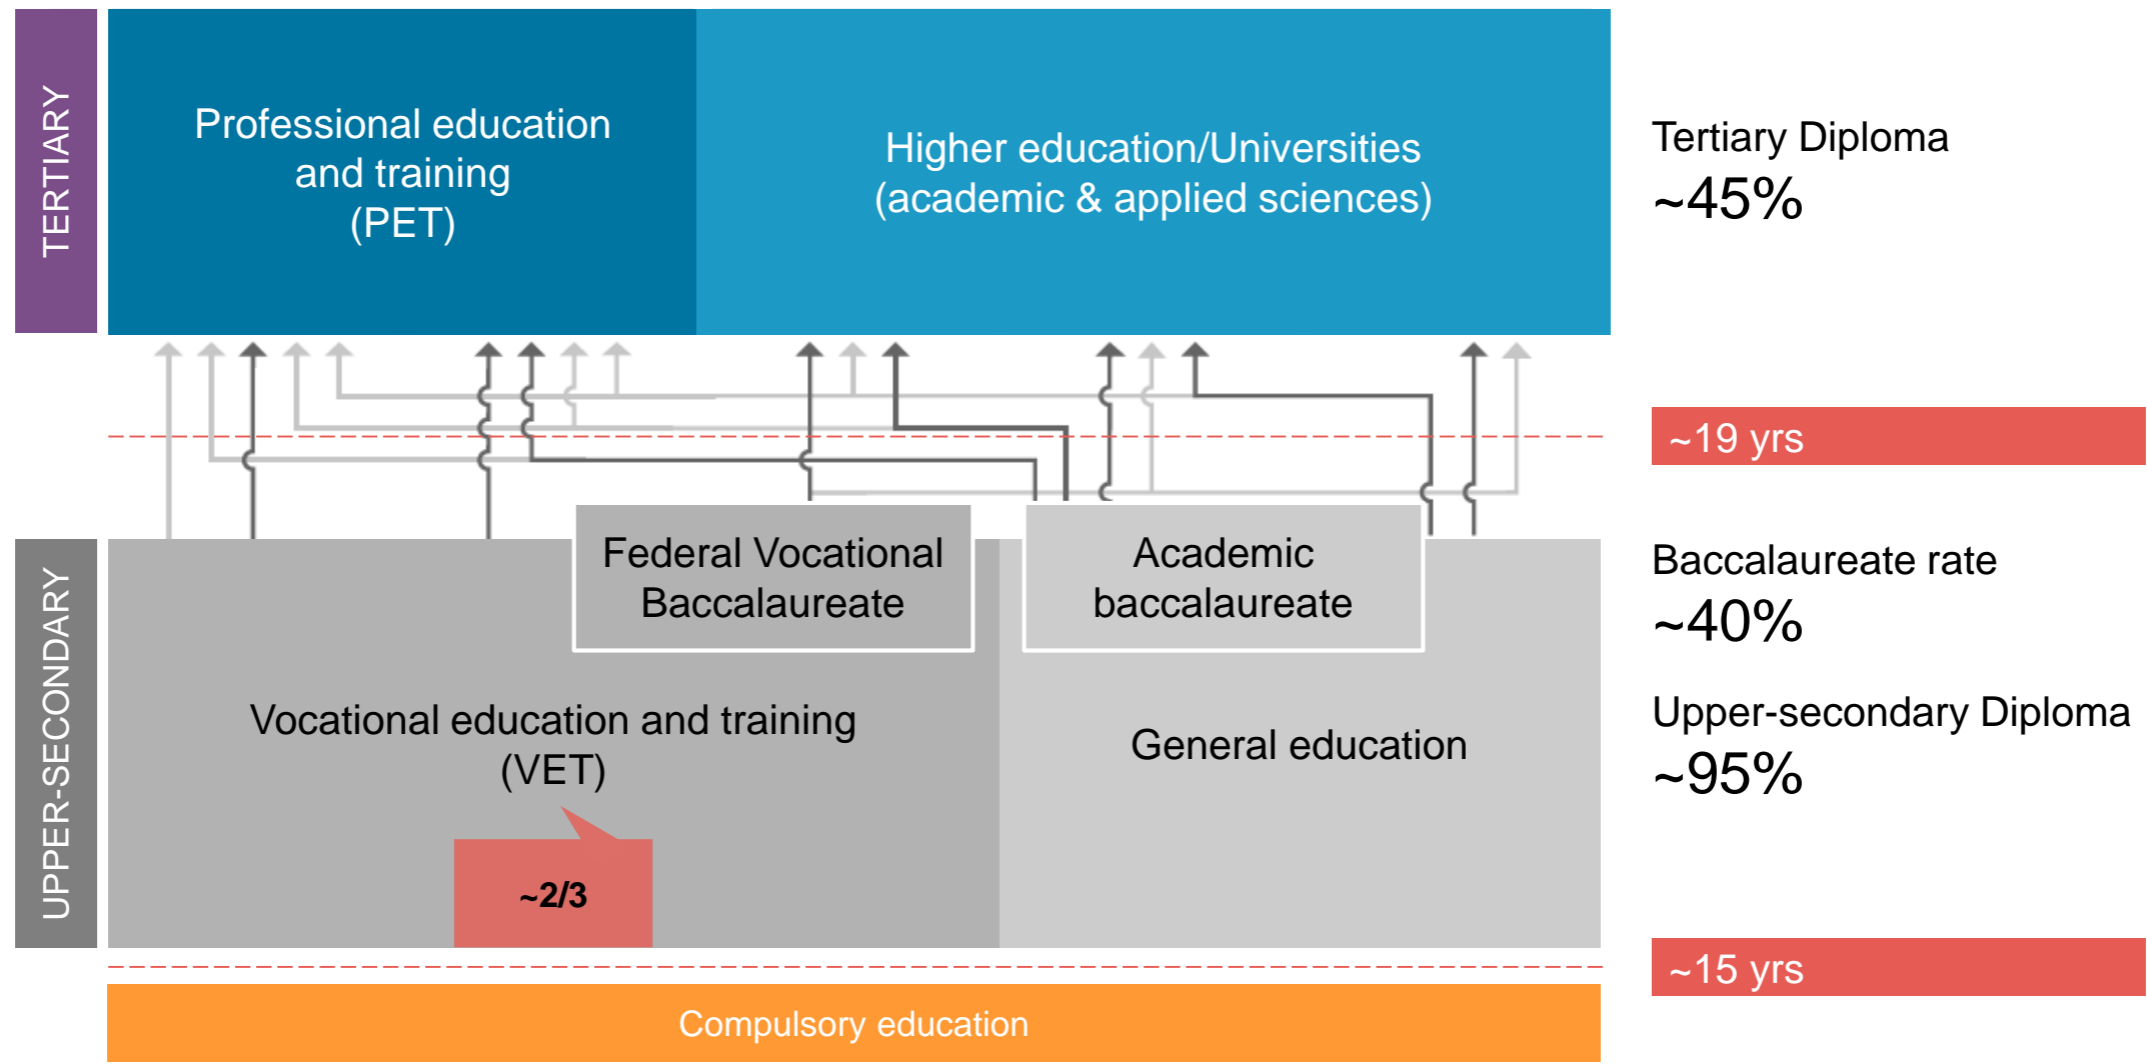 TERTIARY
Professional education
and training
(PET)
Higher education/Universities
(academic & applied sciences)
Tertiary Diploma
~45%
~19 yrs
UPPER-SECONDARY
Federal Vocational
Baccalaureate
Academic
baccalaureate
Baccalaureate rate
~40%
Vocational education and training
(VET)
General education
Upper-secondary Diploma
~95%
~2/3
~15 yrs
Compulsory education